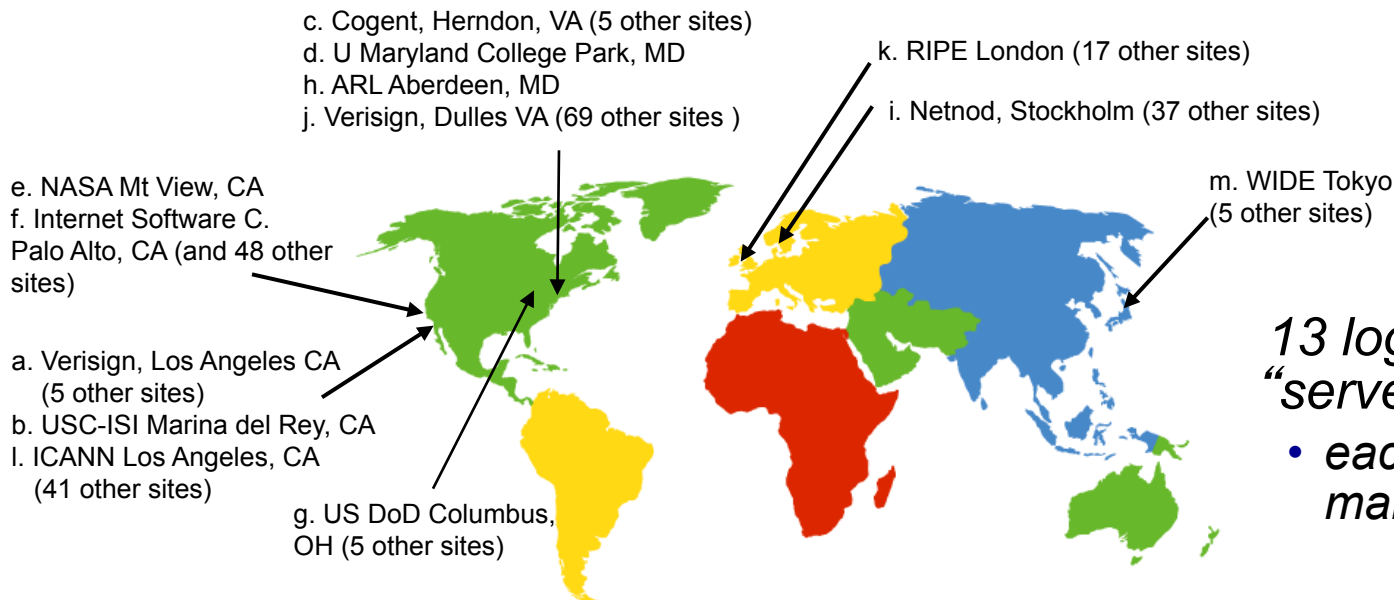 c. Cogent, Herndon, VA (5 other sites)
d. U Maryland College Park, MD
h. ARL Aberdeen, MD
j. Verisign, Dulles VA (69 other sites )
k. RIPE London (17 other sites)
i. Netnod, Stockholm (37 other sites)
m. WIDE Tokyo
(5 other sites)
e. NASA Mt View, CA
f. Internet Software C.
Palo Alto, CA (and 48 other
sites)
a. Verisign, Los Angeles CA
(5 other sites)
b. USC-ISI Marina del Rey, CA
l. ICANN Los Angeles, CA
(41 other sites)
g. US DoD Columbus,
OH (5 other sites)
13 log
“serve
• eac
ma